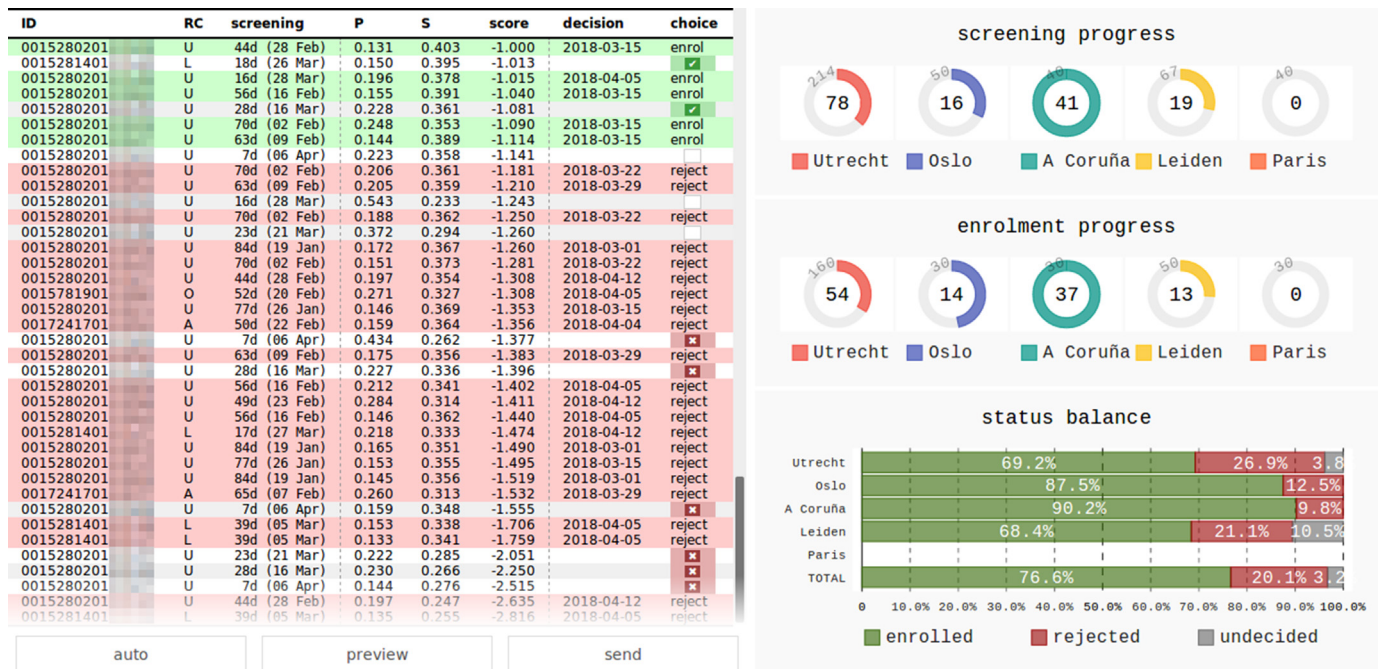 ID RC screening P S score decision choice
0015280201 U 44d (28 Feb) 0.131 0.403 -1.000 2018-03-15 enrol
0015281401 L 18d (26 Mar) 0.150 0.395 -1.013
0015280201 U 16d (28 Mar) 0.196 0.378 -1.015 2018-04-05 enrol
0015280201 U 56d (16 Feb) 0.155 0.391 -1.040 2018-03-15 enrol
0015280201 U 28d (16 Mar) 0.228 0.361 -1.081
0015280201 U 70d (02 Feb) 0.248 0.353 -1.090 2018-03-15 enrol
0015280201 U 63d (09 Feb) 0.144 0.389 -1.114 2018-03-15 enrol
0015280201 U 7d (06 Apr) 0.223 0.358 -1.141
0015280201 U 70d (02 Feb) 0.206 0.361 -1.181 2018-03-22 reject
0015280201 U 63d (09 Feb) 0.205 0.359 -1.210 2018-03-29 reject
0015280201 U 16d (28 Mar) 0.543 0.233 -1.243
0015280201 U 70d (02 Feb) 0.188 0.362 -1.250 2018-03-22 reject
0015280201 U 23d (21 Mar) 0.372 0.294 -1.260
0015280201 U 84d (19 Jan) 0.172 0.367 -1.260 2018-03-01 reject
0015280201 U 70d (02 Feb) 0.151 0.373 -1.281 2018-03-22 reject
0015280201 U 44d (28 Feb) 0.197 0.354 -1.308 2018-04-12 reject
0015781901 O 52d (20 Feb) 0.271 0.327 -1.308 2018-04-05 reject
0015280201 U 77d (26 Jan) 0.146 0.369 -1.353 2018-03-15 reject
0017241701 A 50d (22 Feb) 0.159 0.364 -1.356 2018-04-04 reject
0015280201 U 7d (06 Apr) 0.434 0.262 -1.377
0015280201 U 63d (09 Feb) 0.175 0.356 -1.383 2018-03-29 reject
0015280201 U 28d (16 Mar) 0.227 0.336 -1.396
0015280201 U 56d (16 Feb) 0.212 0.341 -1.402 2018-04-05 reject
0015280201 U 49d (23 Feb) 0.284 0.314 -1.411 2018-04-12 reject
0015280201 U 56d (16 Feb) 0.146 0.362 -1.440 2018-04-05 reject
0015281401 L 17d (27 Mar) 0.218 0.333 -1.474 2018-04-12 reject
0015280201 U 84d (19 Jan) 0.165 0.351 -1.490 2018-03-01 reject
0015280201 U 77d (26 Jan) 0.153 0.355 -1.495 2018-03-15 reject
0015280201 U 84d (19 Jan) 0.145 0.356 -1.519 2018-03-01 reject
0017241701 A 65d (07 Feb) 0.260 0.313 -1.532 2018-03-29 reject
0015280201 U 7d (06 Apr) 0.159 0.348 -1.555
0015281401 L 39d (05 Mar) 0.153 0.338 -1.706 2018-04-05 reject
0015281401 L 39d (05 Mar) 0.133 0.341 -1.759 2018-04-05 reject
0015280201 U 23d (21 Mar) 0.222 0.285 -2.051
0015280201 U 28d (16 Mar) 0.230 0.266 -2.250
0015280201 U 7d (06 Apr) 0.144 0.276 -2.515
0015280201 U 44d (28 Feb) 0.197 0.247 -2.635 2018-04-12 reject
0015281401 L 39d (05 Mar) 0.135 0.255 -2.816 2018-04-05 reject
auto preview send
screening progress
214 50 40 67 40
78 16 41 19 0
Utrecht Oslo A Coruña Leiden Paris
enrolment progress
160 30 30 50 30
54 14 37 13 0
Utrecht Oslo A Coruña Leiden Paris
status balance
Utrecht 69.2% 26.9% 3.8
Oslo 87.5% 12.5%
A Coruña 90.2% 9.8%
Leiden 68.4% 21.1% 10.5%
Paris
TOTAL 76.6% 20.1% 3.2
0 10.0% 20.0% 30.0% 40.0% 50.0% 60.0% 70.0% 80.0% 90.0% 100.0%
enrolled rejected undecided